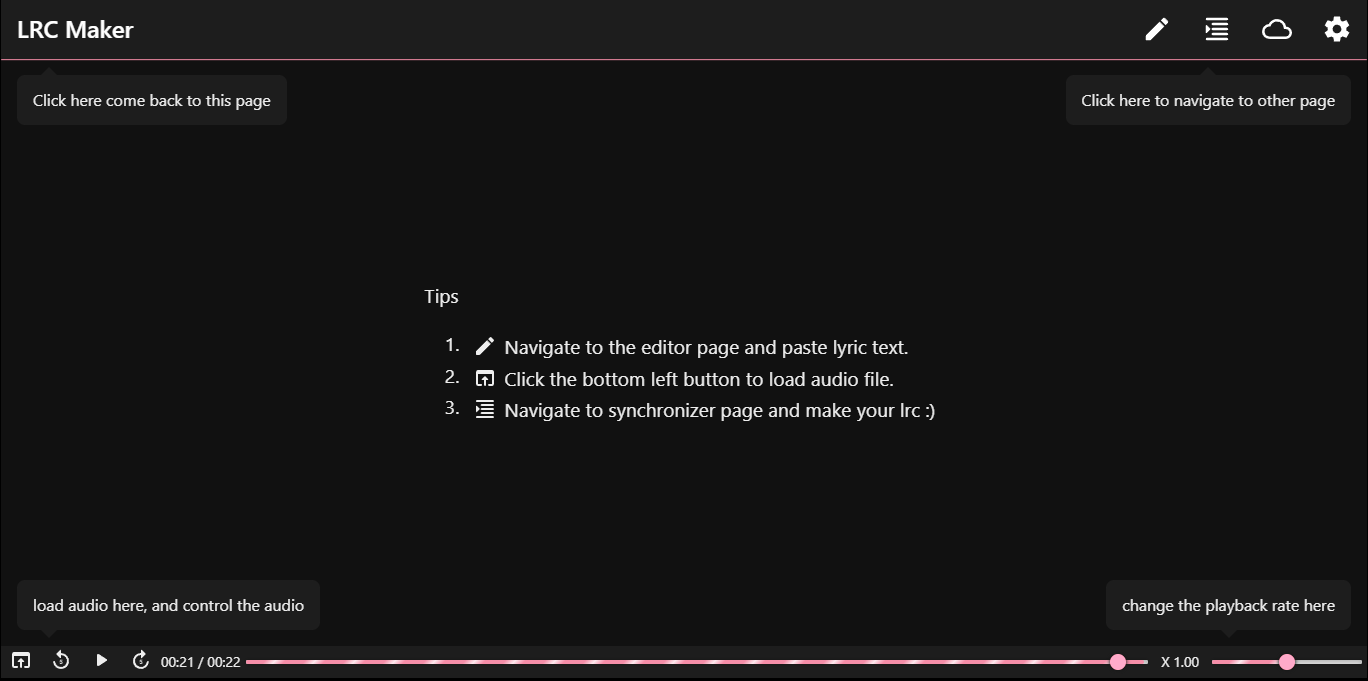 LRC Maker
Click here come back to this page
Click here to navigate to other page
Tips
1. Navigate to the editor page and paste lyric text.
2. Click the bottom left button to load audio file.
3. Navigate to synchronizer page and make your lrc :)
load audio here, and control the audio
change the playback rate here
00:21 / 00:22
X 1.00